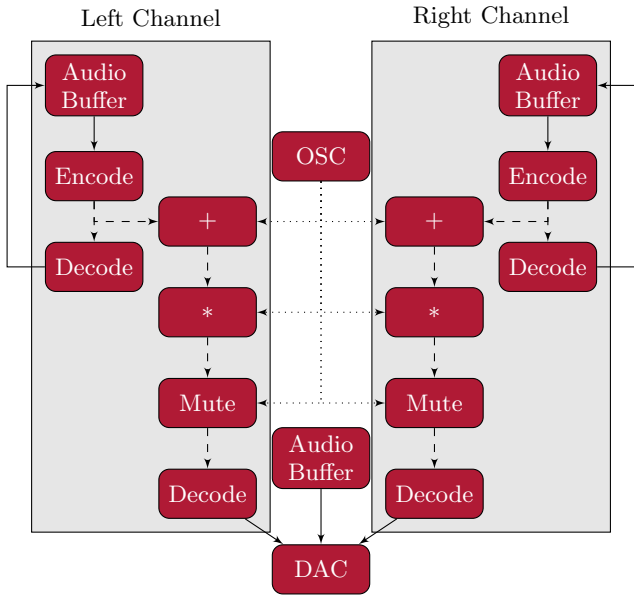 Left Channel
Right Channel
Audio
Buffer
Audio
Buffer
OSC
Encode
Encode
+
+
Decode
Decode
*
*
Mute
Mute
Audio
Buffer
Decode
Decode
DAC